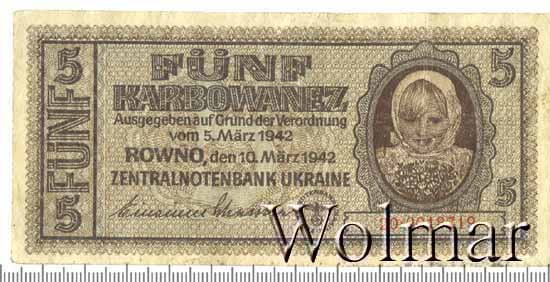 5 FÜNF 5
FÜNF
KARBOWANEZ
Ausgegeben auf Grund der Verordnung
vom 5. März 1942
ROWNO, den 10. März 1942
ZENTRALNOTENBANK UKRAINE
5 5
Wolmar